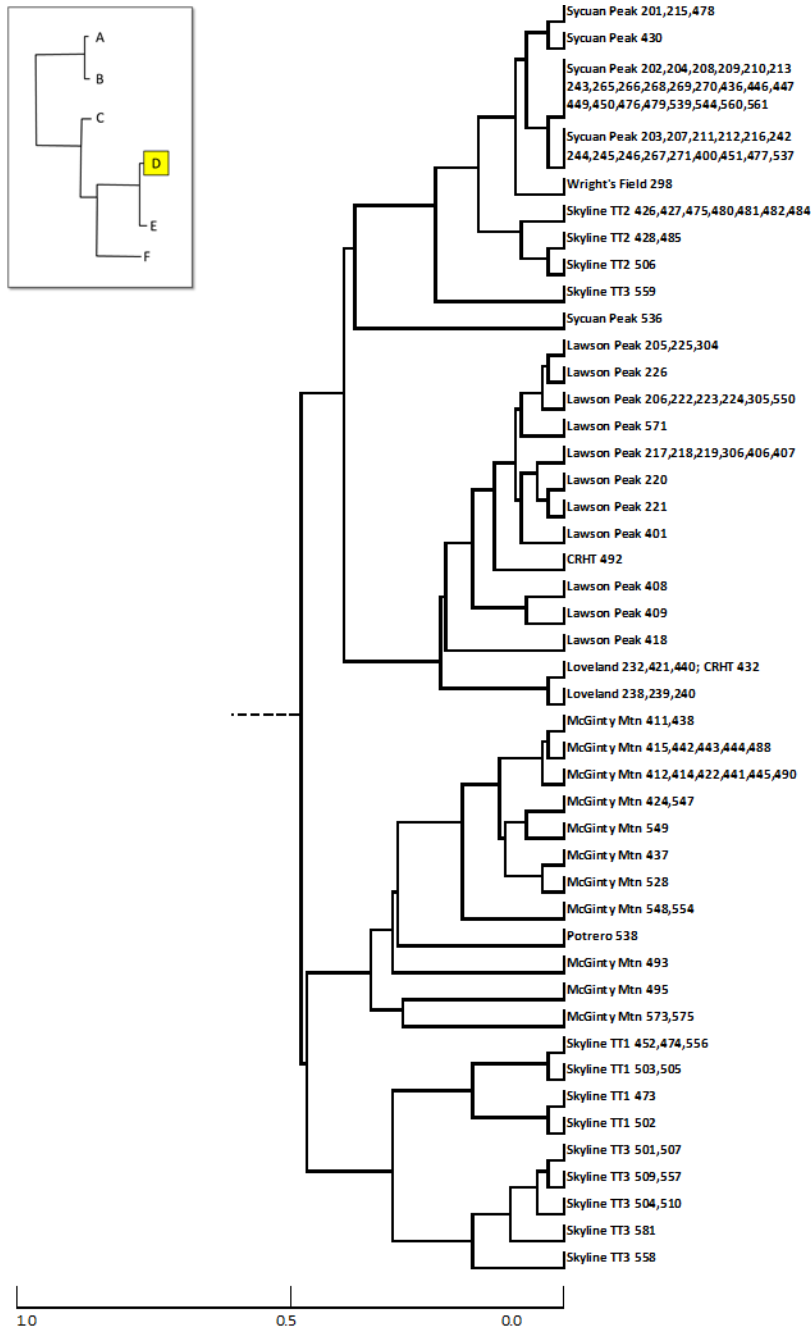 A
B
C
D
E
F
Sycuan Peak 201,215,478
Sycuan Peak 430
Sycuan Peak 202,204,208,209,210,213
243,265,266,268,269,270,436,446,447
449,450,476,479,539,544,560,561
Sycuan Peak 203,207,211,212,216,242
244,245,246,267,271,400,451,477,537
Wright's Field 298
Skyline TT2 426,427,475,480,481,482,484
Skyline TT2 428,485
Skyline TT2 506
Skyline TT3 559
Sycuan Peak 536
Lawson Peak 205,225,304
Lawson Peak 226
Lawson Peak 206,222,223,224,305,550
Lawson Peak 571
Lawson Peak 217,218,219,306,406,407
Lawson Peak 220
Lawson Peak 221
Lawson Peak 401
CRHT 492
Lawson Peak 408
Lawson Peak 409
Lawson Peak 418
Loveland 232,421,440; CRHT 432
Loveland 238,239,240
McGinty Mtn 411,438
McGinty Mtn 415,442,443,444,488
McGinty Mtn 412,414,422,441,445,490
McGinty Mtn 424,547
McGinty Mtn 549
McGinty Mtn 437
McGinty Mtn 528
McGinty Mtn 548,554
Potrero 538
McGinty Mtn 493
McGinty Mtn 495
McGinty Mtn 573,575
Skyline TT1 452,474,556
Skyline TT1 503,505
Skyline TT1 473
Skyline TT1 502
Skyline TT3 501,507
Skyline TT3 509,557
Skyline TT3 504,510
Skyline TT3 581
Skyline TT3 558
1.0 0.5 0.0